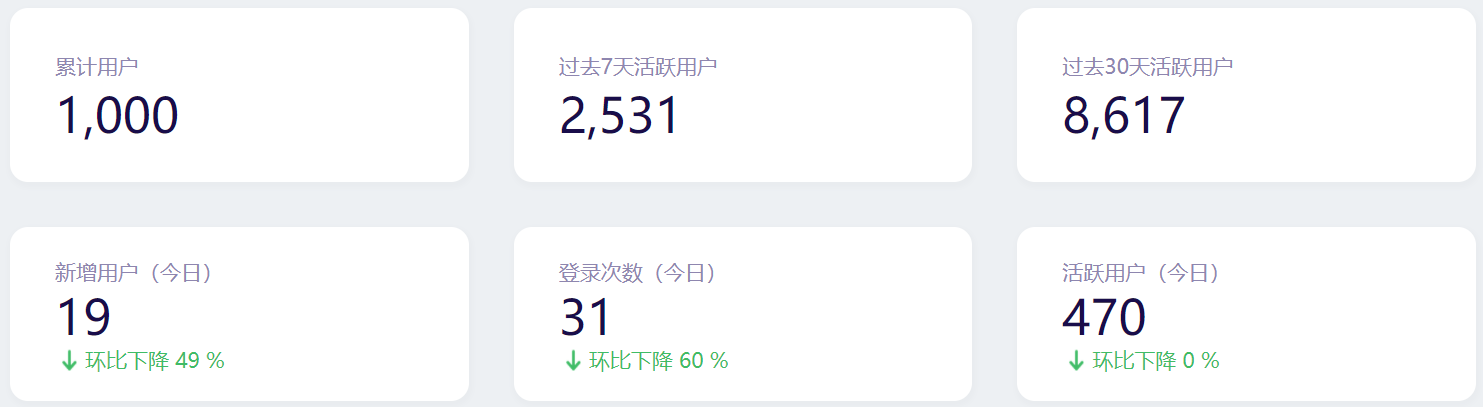 累计用户
1,000
过去7天活跃用户
2,531
过去30天活跃用户
8,617
新增用户（今日）
19
环比下降 49 %
登录次数（今日）
31
环比下降 60 %
活跃用户（今日）
470
环比下降 0 %